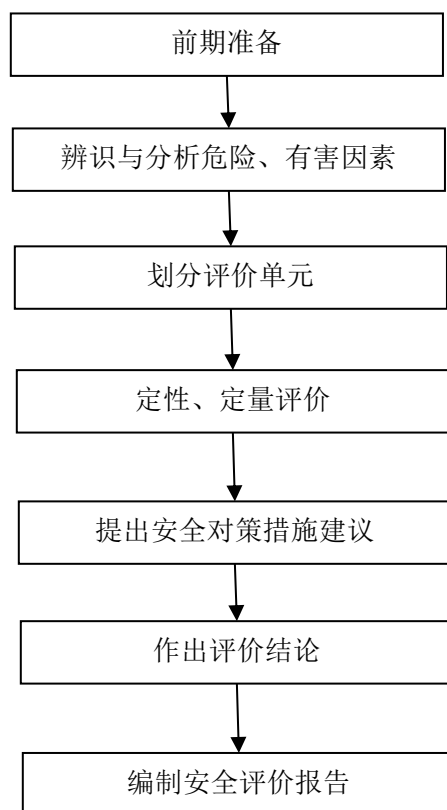 前期准备
辨识与分析危险、有害因素
划分评价单元
定性、定量评价
提出安全对策措施建议
作出评价结论
编制安全评价报告